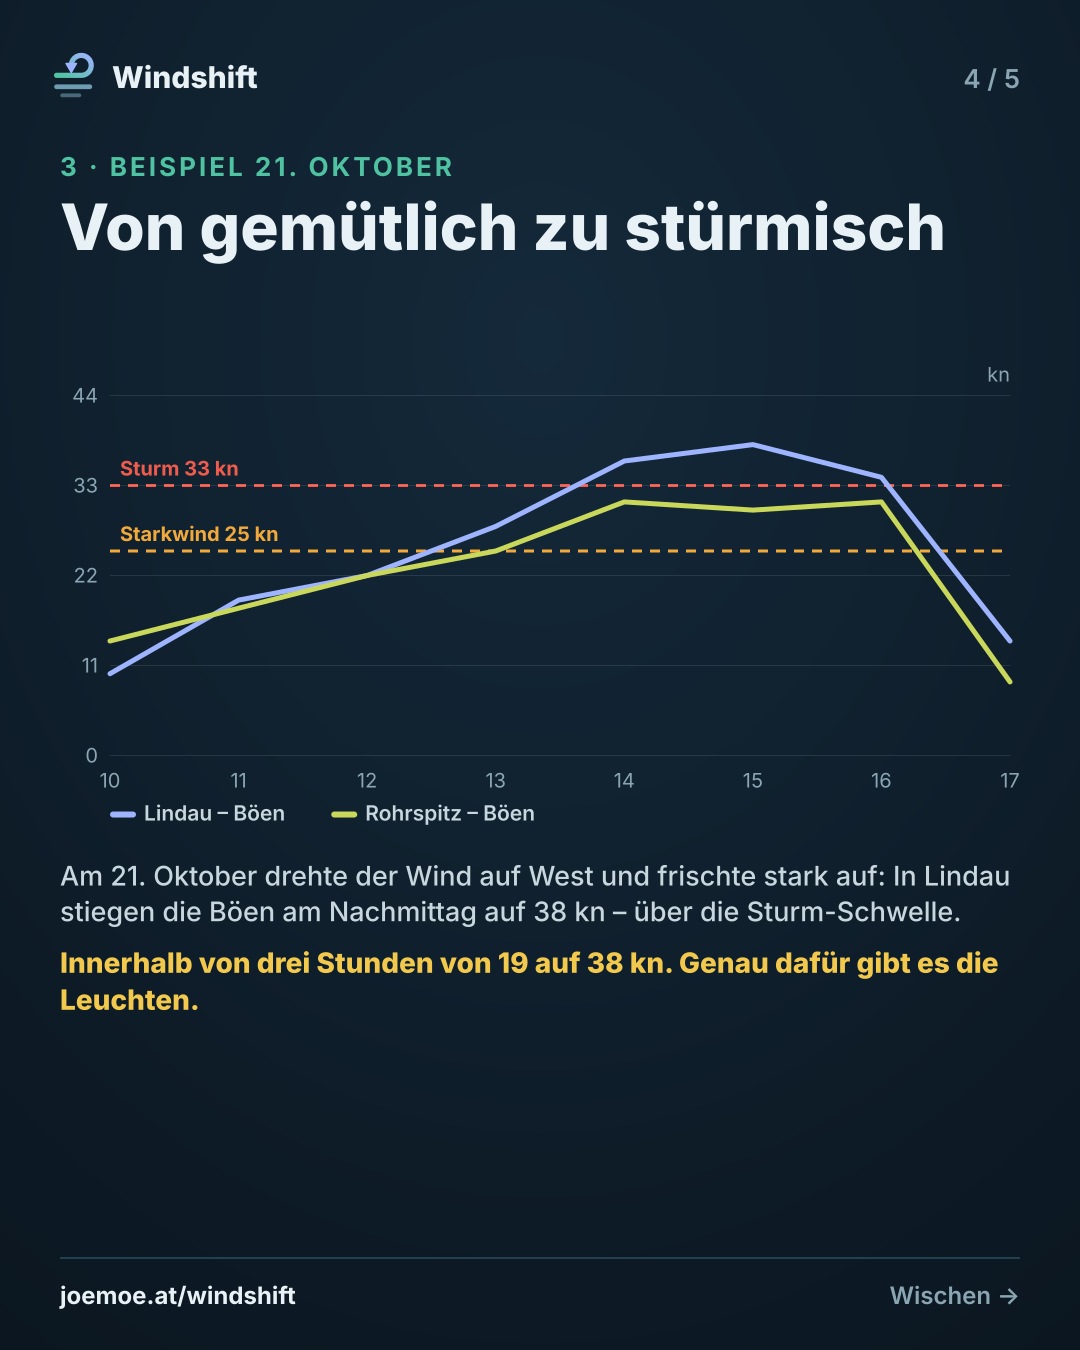 Windshift
4 / 5
3 · BEISPIEL 21. OKTOBER
Von gemütlich zu stürmisch
kn
44
Sturm 33 kn
33
Starkwind 25 kn
22
11
0
10 11 12 13 14 15 16 17
Lindau – Böen Rohrspitz – Böen
Am 21. Oktober drehte der Wind auf West und frischte stark auf: In Lindau
stiegen die Böen am Nachmittag auf 38 kn – über die Sturm-Schwelle.
Innerhalb von drei Stunden von 19 auf 38 kn. Genau dafür gibt es die
Leuchten.
joemoe.at/windshift
Wischen →